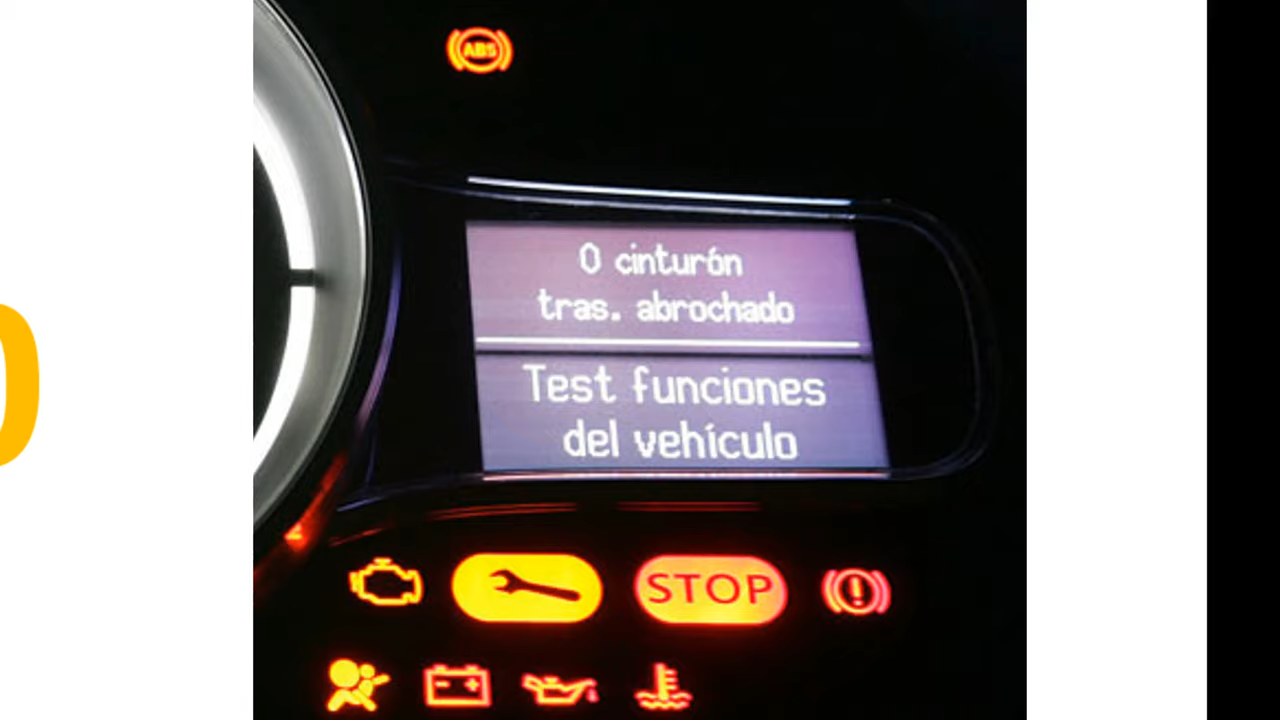 ABS
0 cinturón
tras. abrochado
Test funciones
del vehículo
STOP